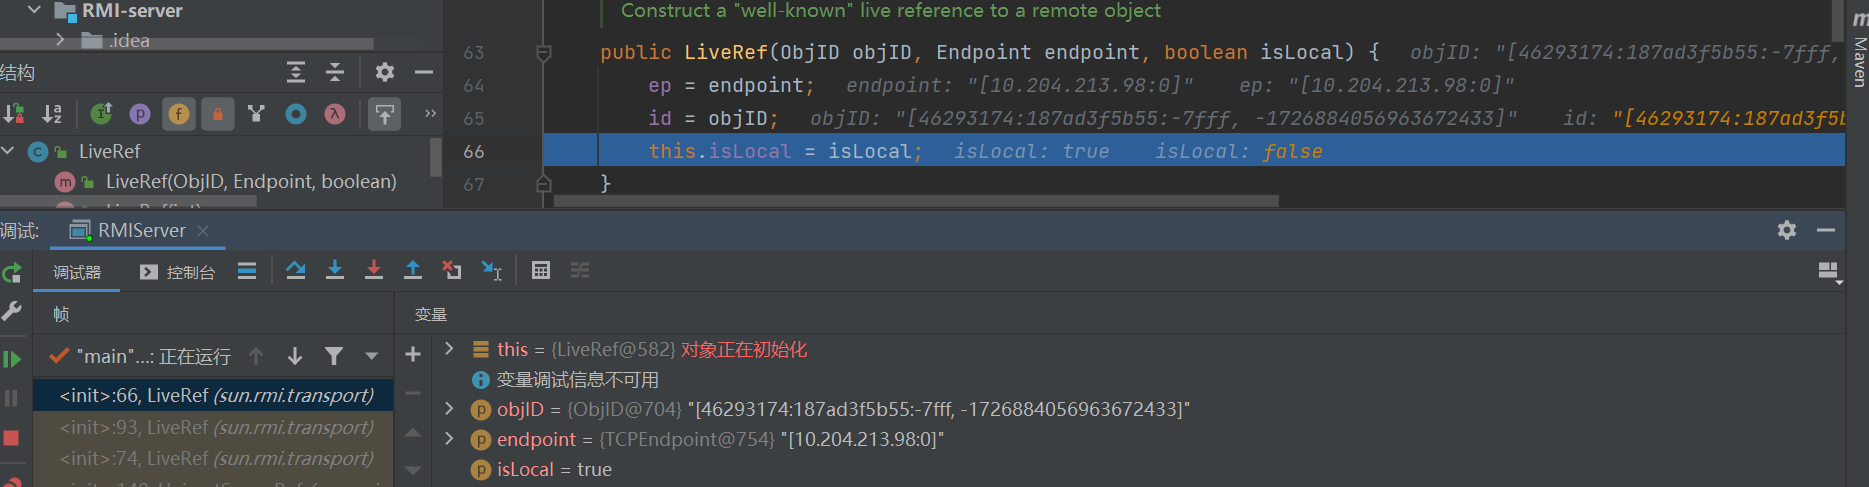 RMI-server
.idea
结构
LiveRef
LiveRef(ObjID, Endpoint, boolean)
Construct a "well-known" live reference to a remote object
63 public LiveRef(ObjID objID, Endpoint endpoint, boolean isLocal) { objID: "[46293174:187ad3f5b55:-7fff,
64 ep = endpoint; endpoint: "[10.204.213.98:0]" ep: "[10.204.213.98:0]"
65 id = objID; objID: "[46293174:187ad3f5b55:-7fff, -1726884056963672433]" id: "[46293174:187ad3f5b
66 this.isLocal = isLocal; isLocal: true isLocal: false
67 }
Maven
调试: RMIServer
调试器 控制台
帧
"main"...: 正在运行
<init>:66, LiveRef (sun.rmi.transport)
<init>:93, LiveRef (sun.rmi.transport)
<init>:74, LiveRef (sun.rmi.transport)
变量
this = {LiveRef@582} 对象正在初始化
变量调试信息不可用
objID = {ObjID@704} "[46293174:187ad3f5b55:-7fff, -1726884056963672433]"
endpoint = {TCPEndpoint@754} "[10.204.213.98:0]"
isLocal = true